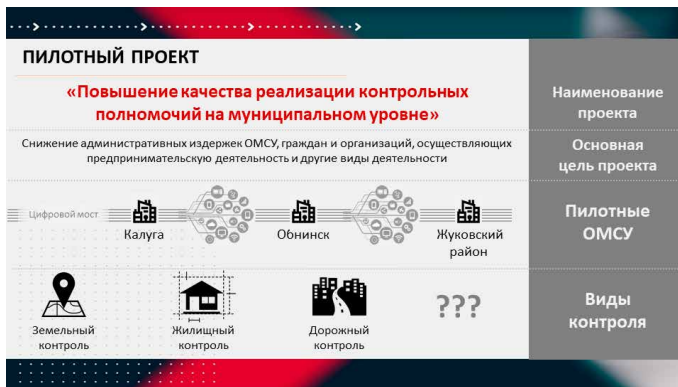 ПИЛОТНЫЙ ПРОЕКТ
«Повышение качества реализации контрольных
полномочий на муниципальном уровне»
Наименование
проекта
Снижение административных издержек ОМСУ, граждан и организаций, осуществляющих
предпринимательскую деятельность и другие виды деятельности
Основная
цель проекта
Цифровой мост
Калуга
Обнинск
Жуковский
район
Пилотные
ОМСУ
Земельный
контроль
Жилищный
контроль
Дорожный
контроль
???
Виды
контроля